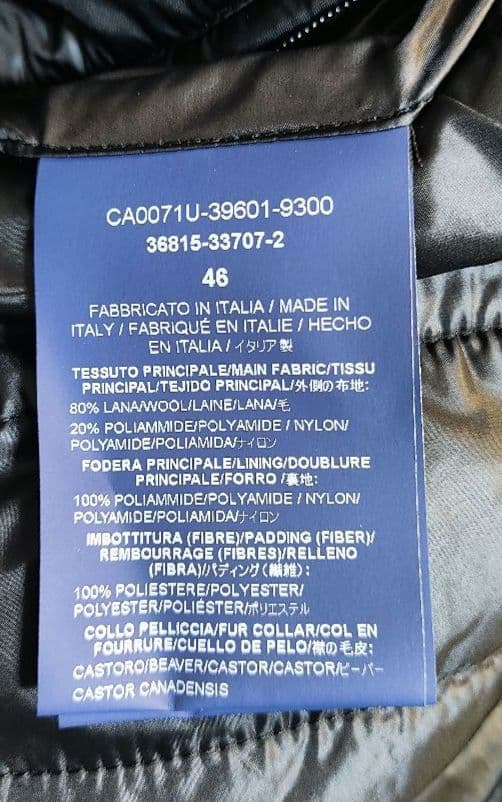 CA0071U-39601-9300
36815-33707-2
46
FABBRICATO IN ITALIA / MADE IN
ITALY / FABRIQUÉ EN ITALIE / HECHO
EN ITALIA / イタリア製
TESSUTO PRINCIPALE/MAIN FABRIC/TISSU
PRINCIPAL/TEJIDO PRINCIPAL/外側の布地:
80% LANA/WOOL/LAINE/LANA/毛
20% POLIAMMIDE/POLYAMIDE / NYLON/
POLYAMIDE/POLIAMIDA/ナイロン
FODERA PRINCIPALE/LINING/DOUBLURE
PRINCIPALE/FORRO /裏地:
100% POLIAMMIDE/POLYAMIDE / NYLON/
POLYAMIDE/POLIAMIDA/ナイロン
IMBOTTITURA (FIBRE)/PADDING (FIBER)/
REMBOURRAGE (FIBRES)/RELLENO
(FIBRA)/パディング(繊維):
100% POLIESTERE/POLYESTER/
POLYESTER/POLIÉSTER/ポリエステル
COLLO PELLICCIA/FUR COLLAR/COL EN
FOURRURE/CUELLO DE PELO/襟の毛皮:
CASTORO/BEAVER/CASTOR/CASTOR/ビーバー
CASTOR CANADENSIS